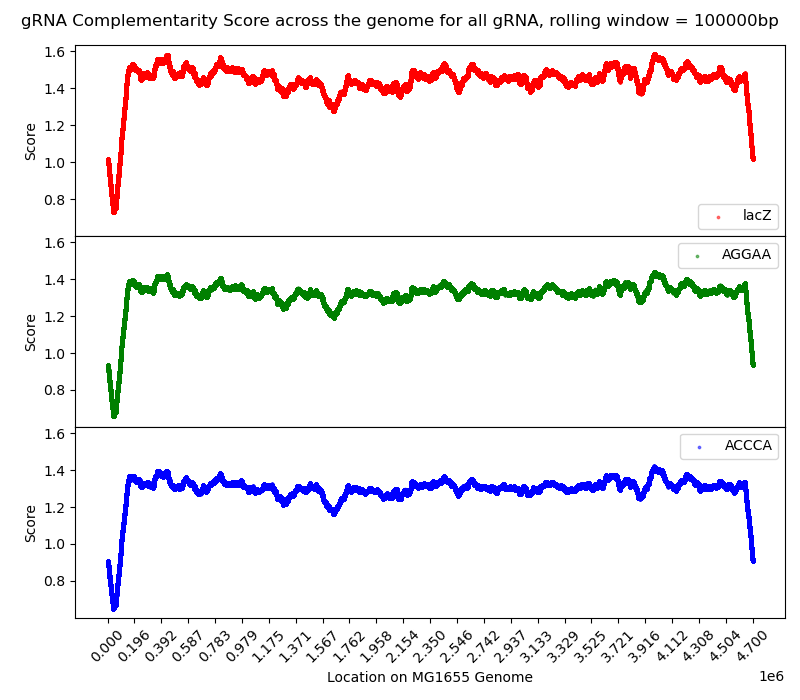 gRNA Complementarity Score across the genome for all gRNA, rolling window = 100000bp
1.6
1.4
1.2
1.0
0.8
Score
lacZ
1.6
1.4
1.2
1.0
0.8
Score
AGGAA
1.6
1.4
1.2
1.0
0.8
Score
ACCCA
0.000 0.196 0.392 0.587 0.783 0.979 1.175 1.371 1.567 1.762 1.958 2.154 2.350 2.546 2.742 2.937 3.133 3.329 3.525 3.721 3.916 4.112 4.308 4.504 4.700
1e6
Location on MG1655 Genome